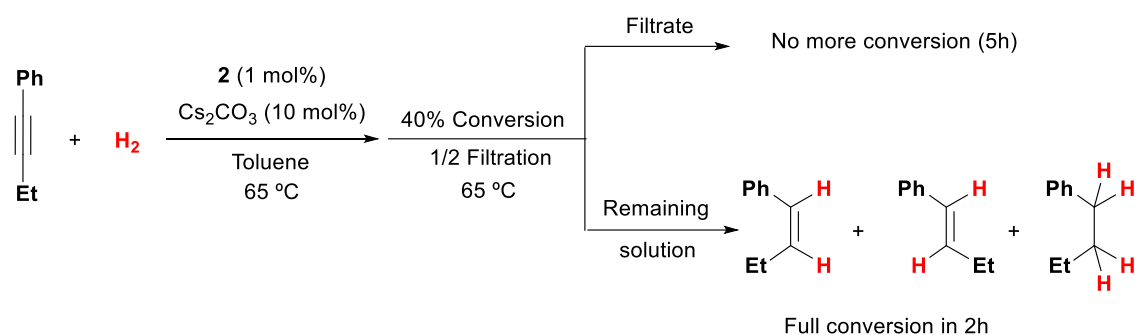 Ph
Et
+
H2
2 (1 mol%)
Cs2CO3 (10 mol%)
Toluene
65 ºC
40% Conversion
1/2 Filtration
65 ºC
Filtrate
No more conversion (5h)
Remaining
solution
Ph H
Et H
+
Ph H
H Et
+
Ph H
H
Et H
H
Full conversion in 2h